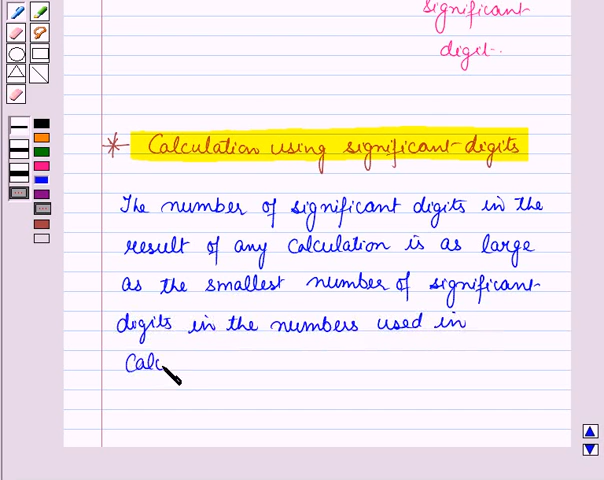 significant
digit.
* Calculation using significant digits
The number of significant digits in the
result of any calculation is as large
as the smallest number of significant
digits in the numbers used in
Calc